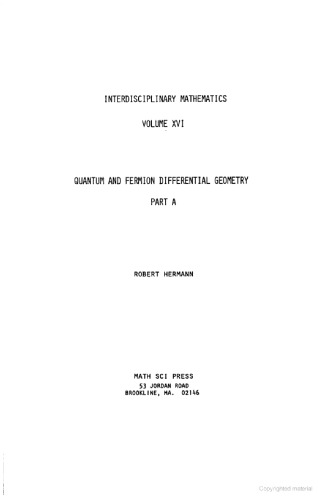 INTERDISCIPLINARY MATHEMATICS
VOLUME XVI
QUANTUM AND FERMION DIFFERENTIAL GEOMETRY
PART A
ROBERT HERMANN
MATH SCI PRESS
53 JORDAN ROAD
BROOKLINE, MA. 02146
Copyrighted material